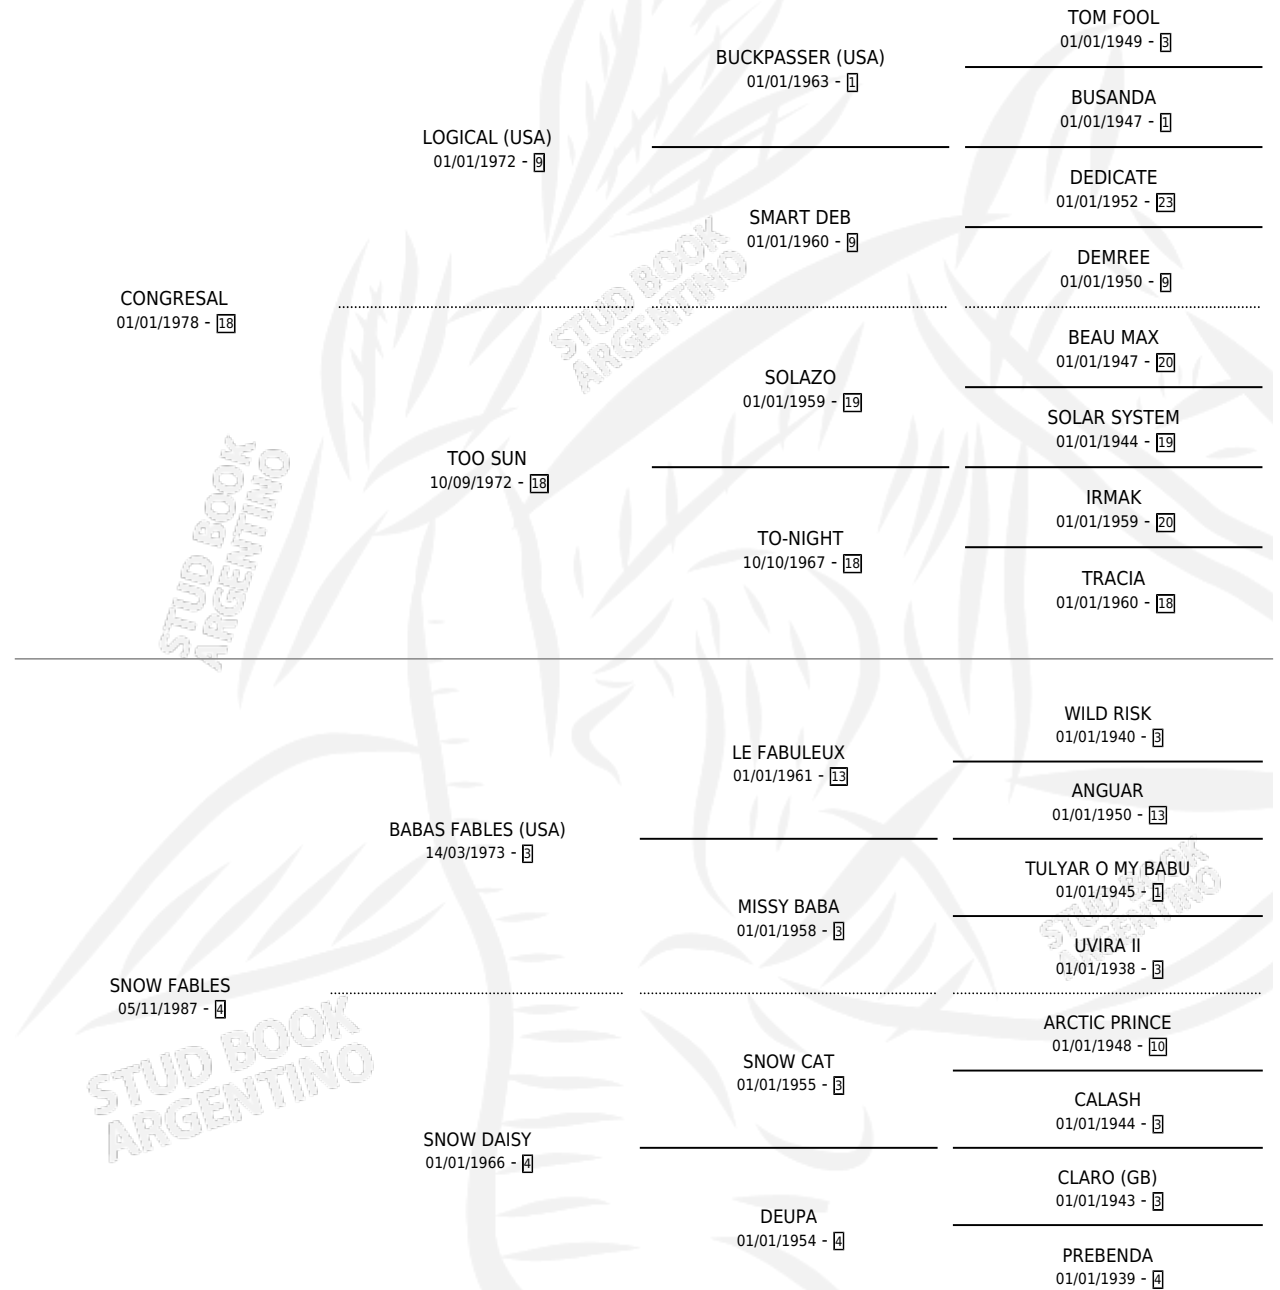 TOM FOOL
01/01/1949 - 3
BUCKPASSER (USA)
01/01/1963 - 1
BUSANDA
01/01/1947 - 1
LOGICAL (USA)
01/01/1972 - 9
DEDICATE
01/01/1952 - 23
SMART DEB
01/01/1960 - 9
DEMREE
01/01/1950 - 9
CONGRESAL
01/01/1978 - 18
STUD BOOK
ARGENTINO
BEAU MAX
01/01/1947 - 20
SOLAZO
01/01/1959 - 19
SOLAR SYSTEM
01/01/1944 - 19
TOO SUN
10/09/1972 - 18
IRMAK
01/01/1959 - 20
TO-NIGHT
10/10/1967 - 18
TRACIA
01/01/1960 - 18
STUD BOOK
ARGENTINO
WILD RISK
01/01/1940 - 3
LE FABULEUX
01/01/1961 - 13
ANGUAR
01/01/1950 - 13
BABAS FABLES (USA)
14/03/1973 - 3
TULYAR O MY BABU
01/01/1945 - 1
MISSY BABA
01/01/1958 - 3
UVIRA II
01/01/1938 - 3
STUD BOOK
ARGENTINO
SNOW FABLES
05/11/1987 - 4
STUD BOOK
ARGENTINO
ARCTIC PRINCE
01/01/1948 - 10
SNOW CAT
01/01/1955 - 3
CALASH
01/01/1944 - 3
SNOW DAISY
01/01/1966 - 4
CLARO (GB)
01/01/1943 - 3
DEUPA
01/01/1954 - 4
PREBENDA
01/01/1939 - 4